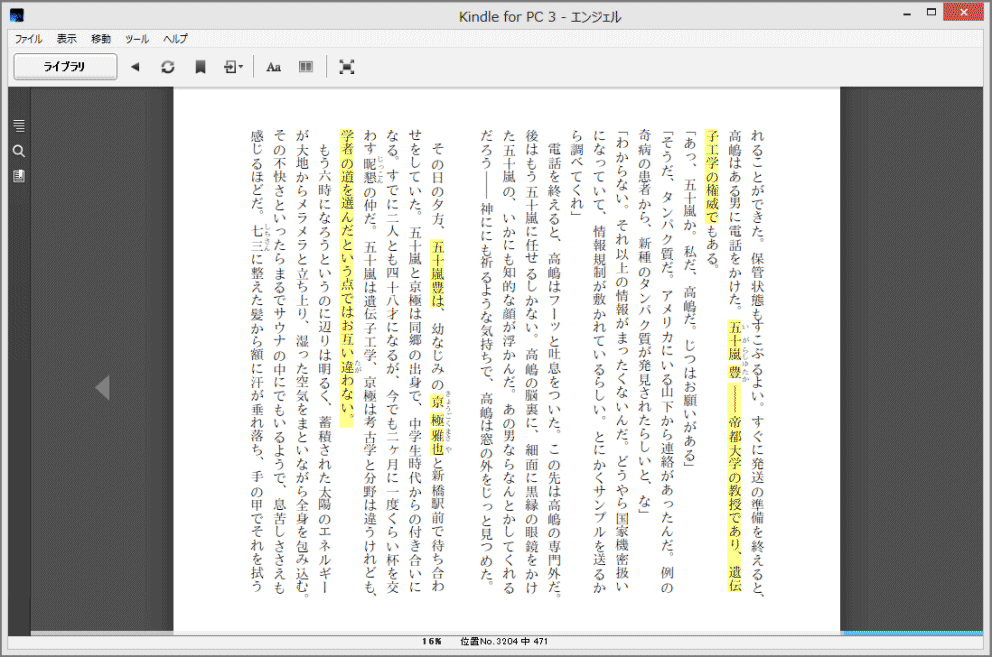 Kindle for PC 3 - エンジェル
ファイル 表示 移動 ツール ヘルプ
ライブラリ
Aa
れることができた。保管状態もすこぶるよい。すぐに発送の準備を終えると、
高嶋はある男に電話をかけた。五十嵐豊――帝都大学の教授であり、遺伝
いがらしゆたか
子工学の権威でもある。
「あっ、五十嵐か。私だ、高嶋だ。じつはお願いがある」
「そうだ、タンパク質だ。アメリカにいる山下から連絡があったんだ。例の
奇病の患者から、新種のタンパク質が発見されたらしいと、な」
「わからない。それ以上の情報がまったくないんだ。どうやら国家機密扱い
になっていて、情報規制が敷かれているらしい。とにかくサンプルを送るか
ら調べてくれ」
電話を終えると、高嶋はフーッと吐息をついた。この先は高嶋の専門外だ。
後はもう五十嵐に任せるしかない。高嶋の脳裏に、細面に黒縁の眼鏡をかけ
た五十嵐の、いかにも知的な顔が浮かんだ。あの男ならなんとかしてくれる
だろう――神ににも祈るような気持ちで、高嶋は窓の外をじっと見つめた。
その日の夕方、五十嵐豊は、幼なじみの京極雅也と新橋駅前で待ち合わ
きょうごくまさや
せをしていた。五十嵐と京極は同郷の出身で、中学生時代からの付き合いに
なる。すでに二人とも四十八才になるが、今でも二ヶ月に一度くらい杯を交
わす昵懇の仲だ。五十嵐は遺伝子工学、京極は考古学と分野は違うけれども、
じっこん
学者の道を選んだという点ではお互い違わない。
たが
もう六時になろうというのに辺りは明るく、蓄積された太陽のエネルギー
が大地からメラメラと立ち上り、湿った空気をまといながら全身を包み込む。
その不快さといったらまるでサウナの中にでもいるようで、息苦しささえも
感じるほどだ。七三に整えた髪から額に汗が垂れ落ち、手の甲でそれを拭う
しちさん
16% 位置No. 3204 中 471